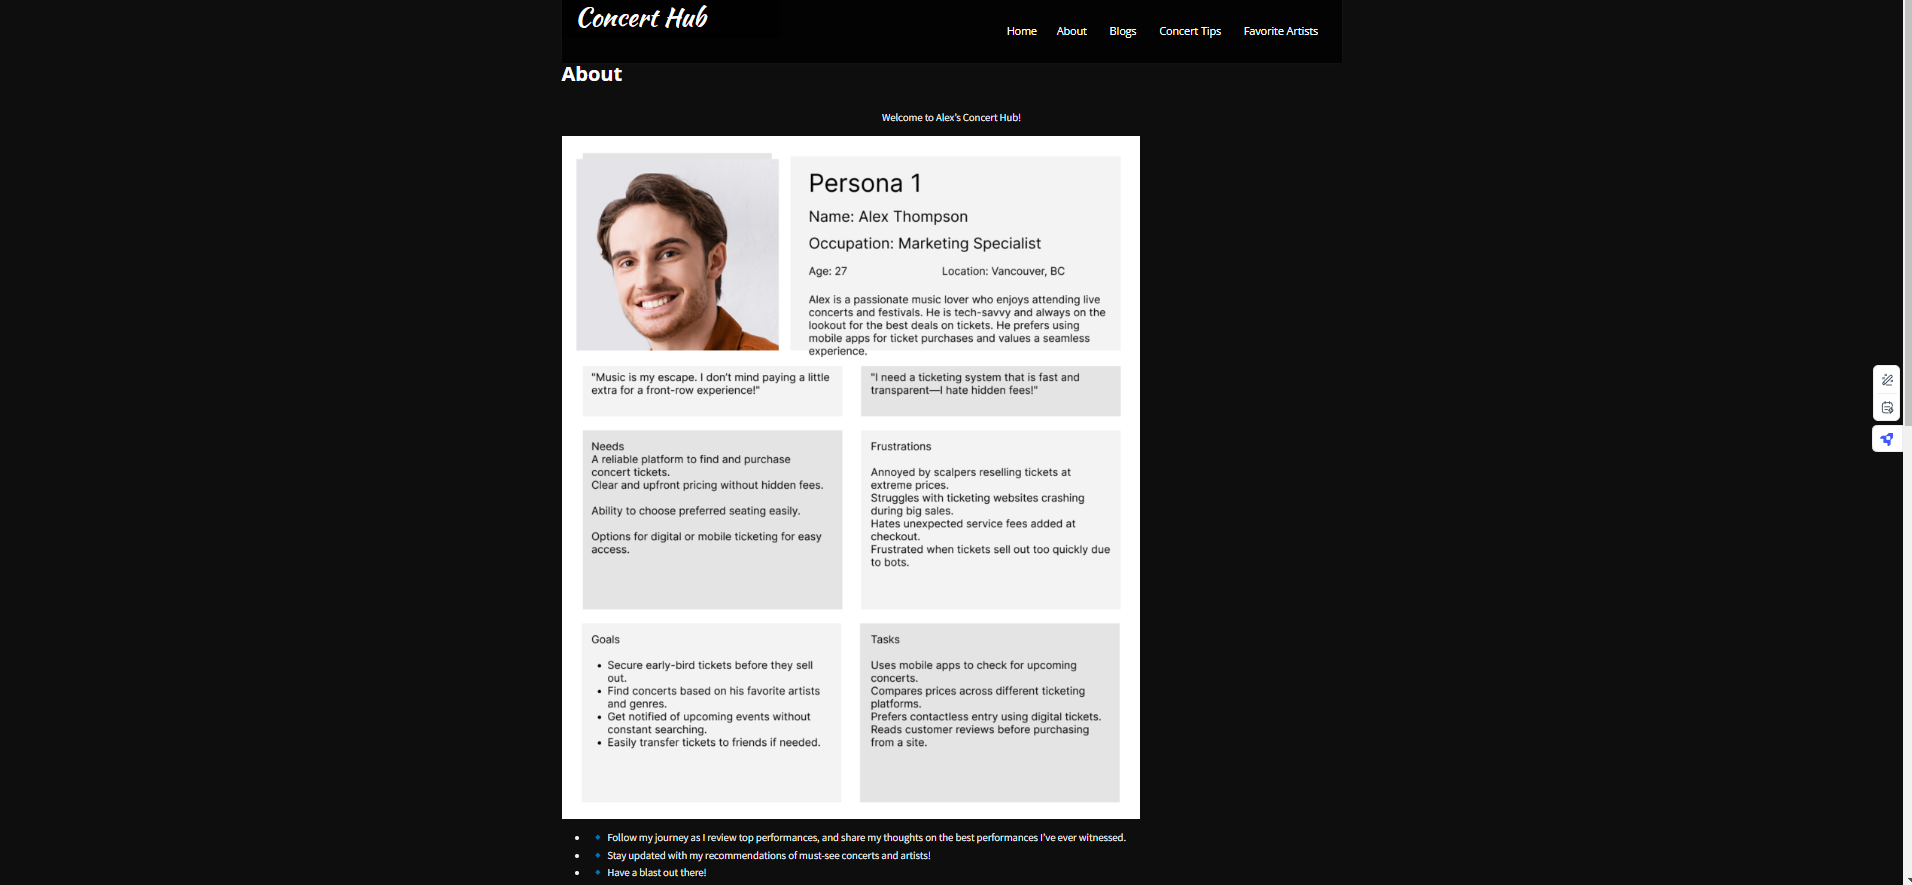 Concert Hub
Home About Blogs Concert Tips Favorite Artists
About
Welcome to Alex's Concert Hub!
Persona 1
Name: Alex Thompson
Occupation: Marketing Specialist
Age: 27 Location: Vancouver, BC
Alex is a passionate music lover who enjoys attending live
concerts and festivals. He is tech-savvy and always on the
lookout for the best deals on tickets. He prefers using
mobile apps for ticket purchases and values a seamless
experience.
"Music is my escape. I don't mind paying a little
extra for a front-row experience!"
"I need a ticketing system that is fast and
transparent—I hate hidden fees!"
Needs
A reliable platform to find and purchase
concert tickets.
Clear and upfront pricing without hidden fees.
Ability to choose preferred seating easily.
Options for digital or mobile ticketing for easy
access.
Frustrations
Annoyed by scalpers reselling tickets at
extreme prices.
Struggles with ticketing websites crashing
during big sales.
Hates unexpected service fees added at
checkout.
Frustrated when tickets sell out too quickly due
to bots.
Goals
• Secure early-bird tickets before they sell
out.
• Find concerts based on his favorite artists
and genres.
• Get notified of upcoming events without
constant searching.
• Easily transfer tickets to friends if needed.
Tasks
Uses mobile apps to check for upcoming
concerts.
Compares prices across different ticketing
platforms.
Prefers contactless entry using digital tickets.
Reads customer reviews before purchasing
from a site.
• 🔹 Follow my journey as I review top performances, and share my thoughts on the best performances I've ever witnessed.
• 🔹 Stay updated with my recommendations of must-see concerts and artists!
• 🔹 Have a blast out there!